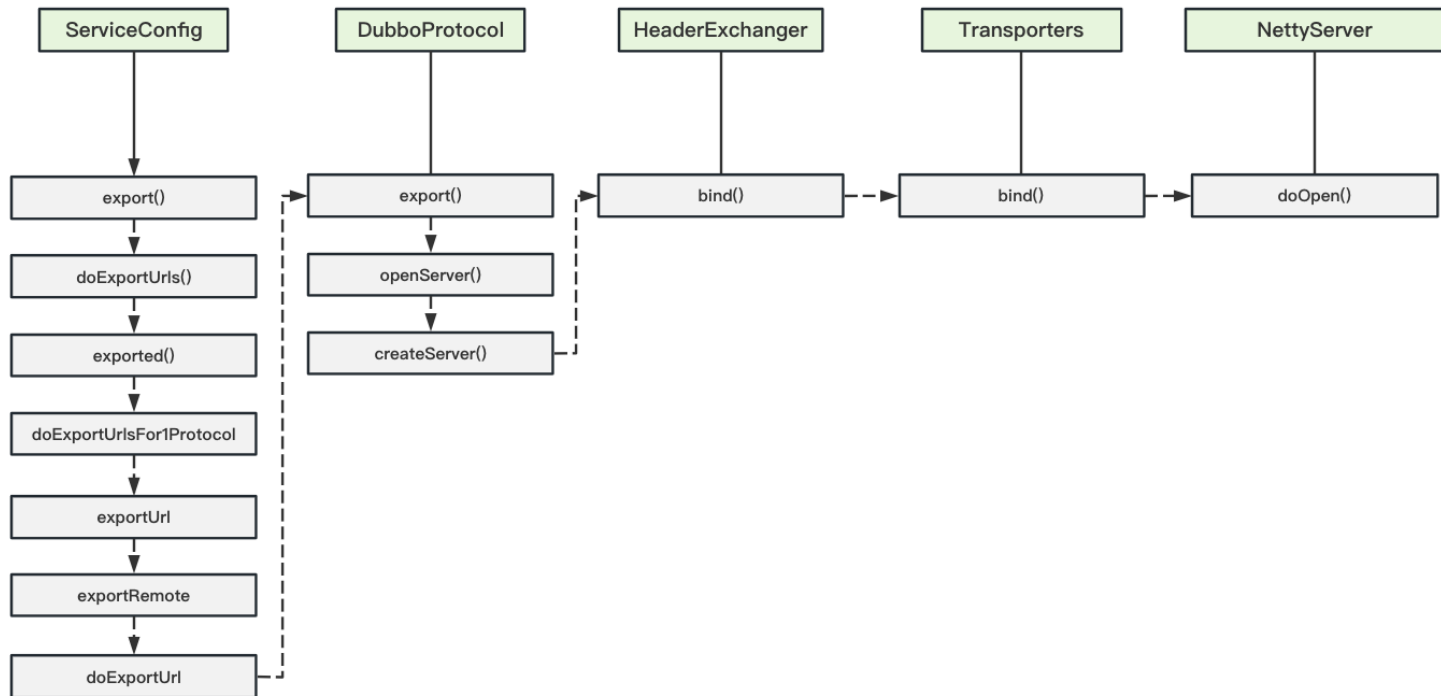 ServiceConfig
DubboProtocol
HeaderExchanger
Transporters
NettyServer
export()
doExportUrls()
exported()
doExportUrlsFor1Protocol
exportUrl
exportRemote
doExportUrl
export()
openServer()
createServer()
bind()
bind()
doOpen()